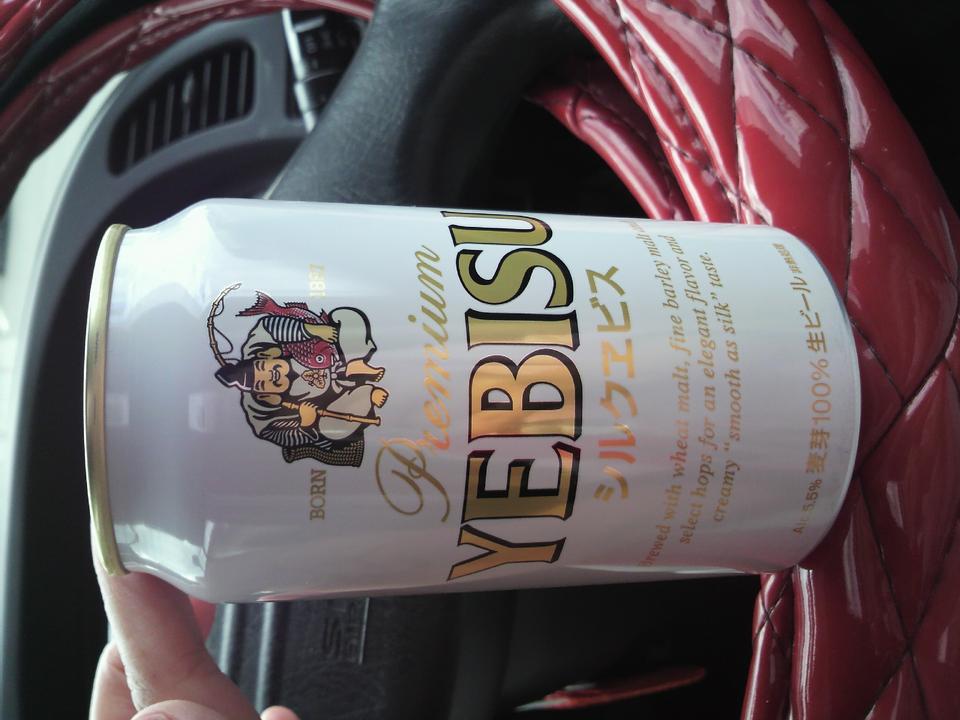 BORN 1887
Premium
YEBISU
シルクヱビス
Brewed with wheat malt, fine barley malt and
select hops for an elegant flavor and
creamy "smooth as silk" taste.
Alc.5.5% 麦芽100% 生ビール